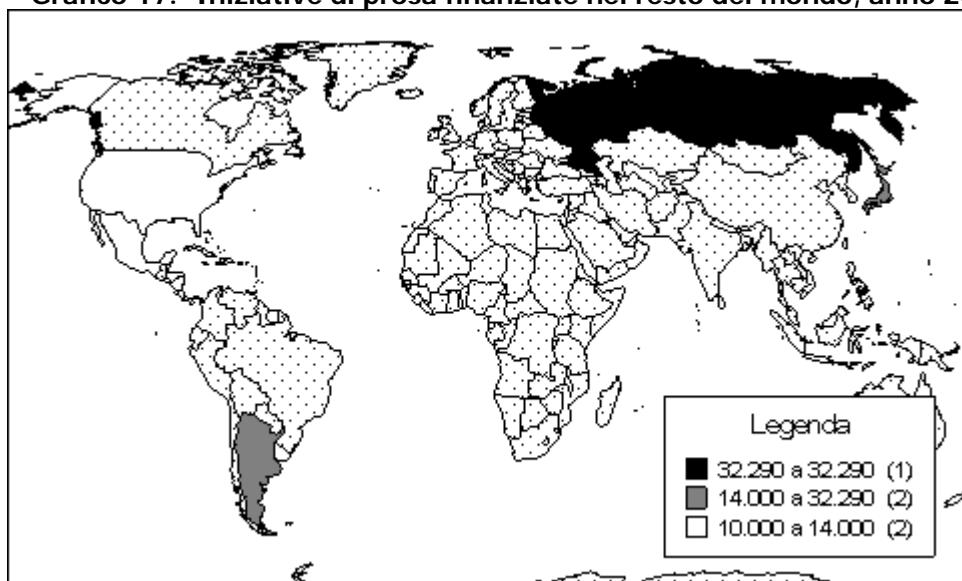 Grafico 17: Iniziative di prosa finanziate nel resto del mondo, anno
Legenda
32.290 a 32.290 (1)
14.000 a 32.290 (2)
10.000 a 14.000 (2)